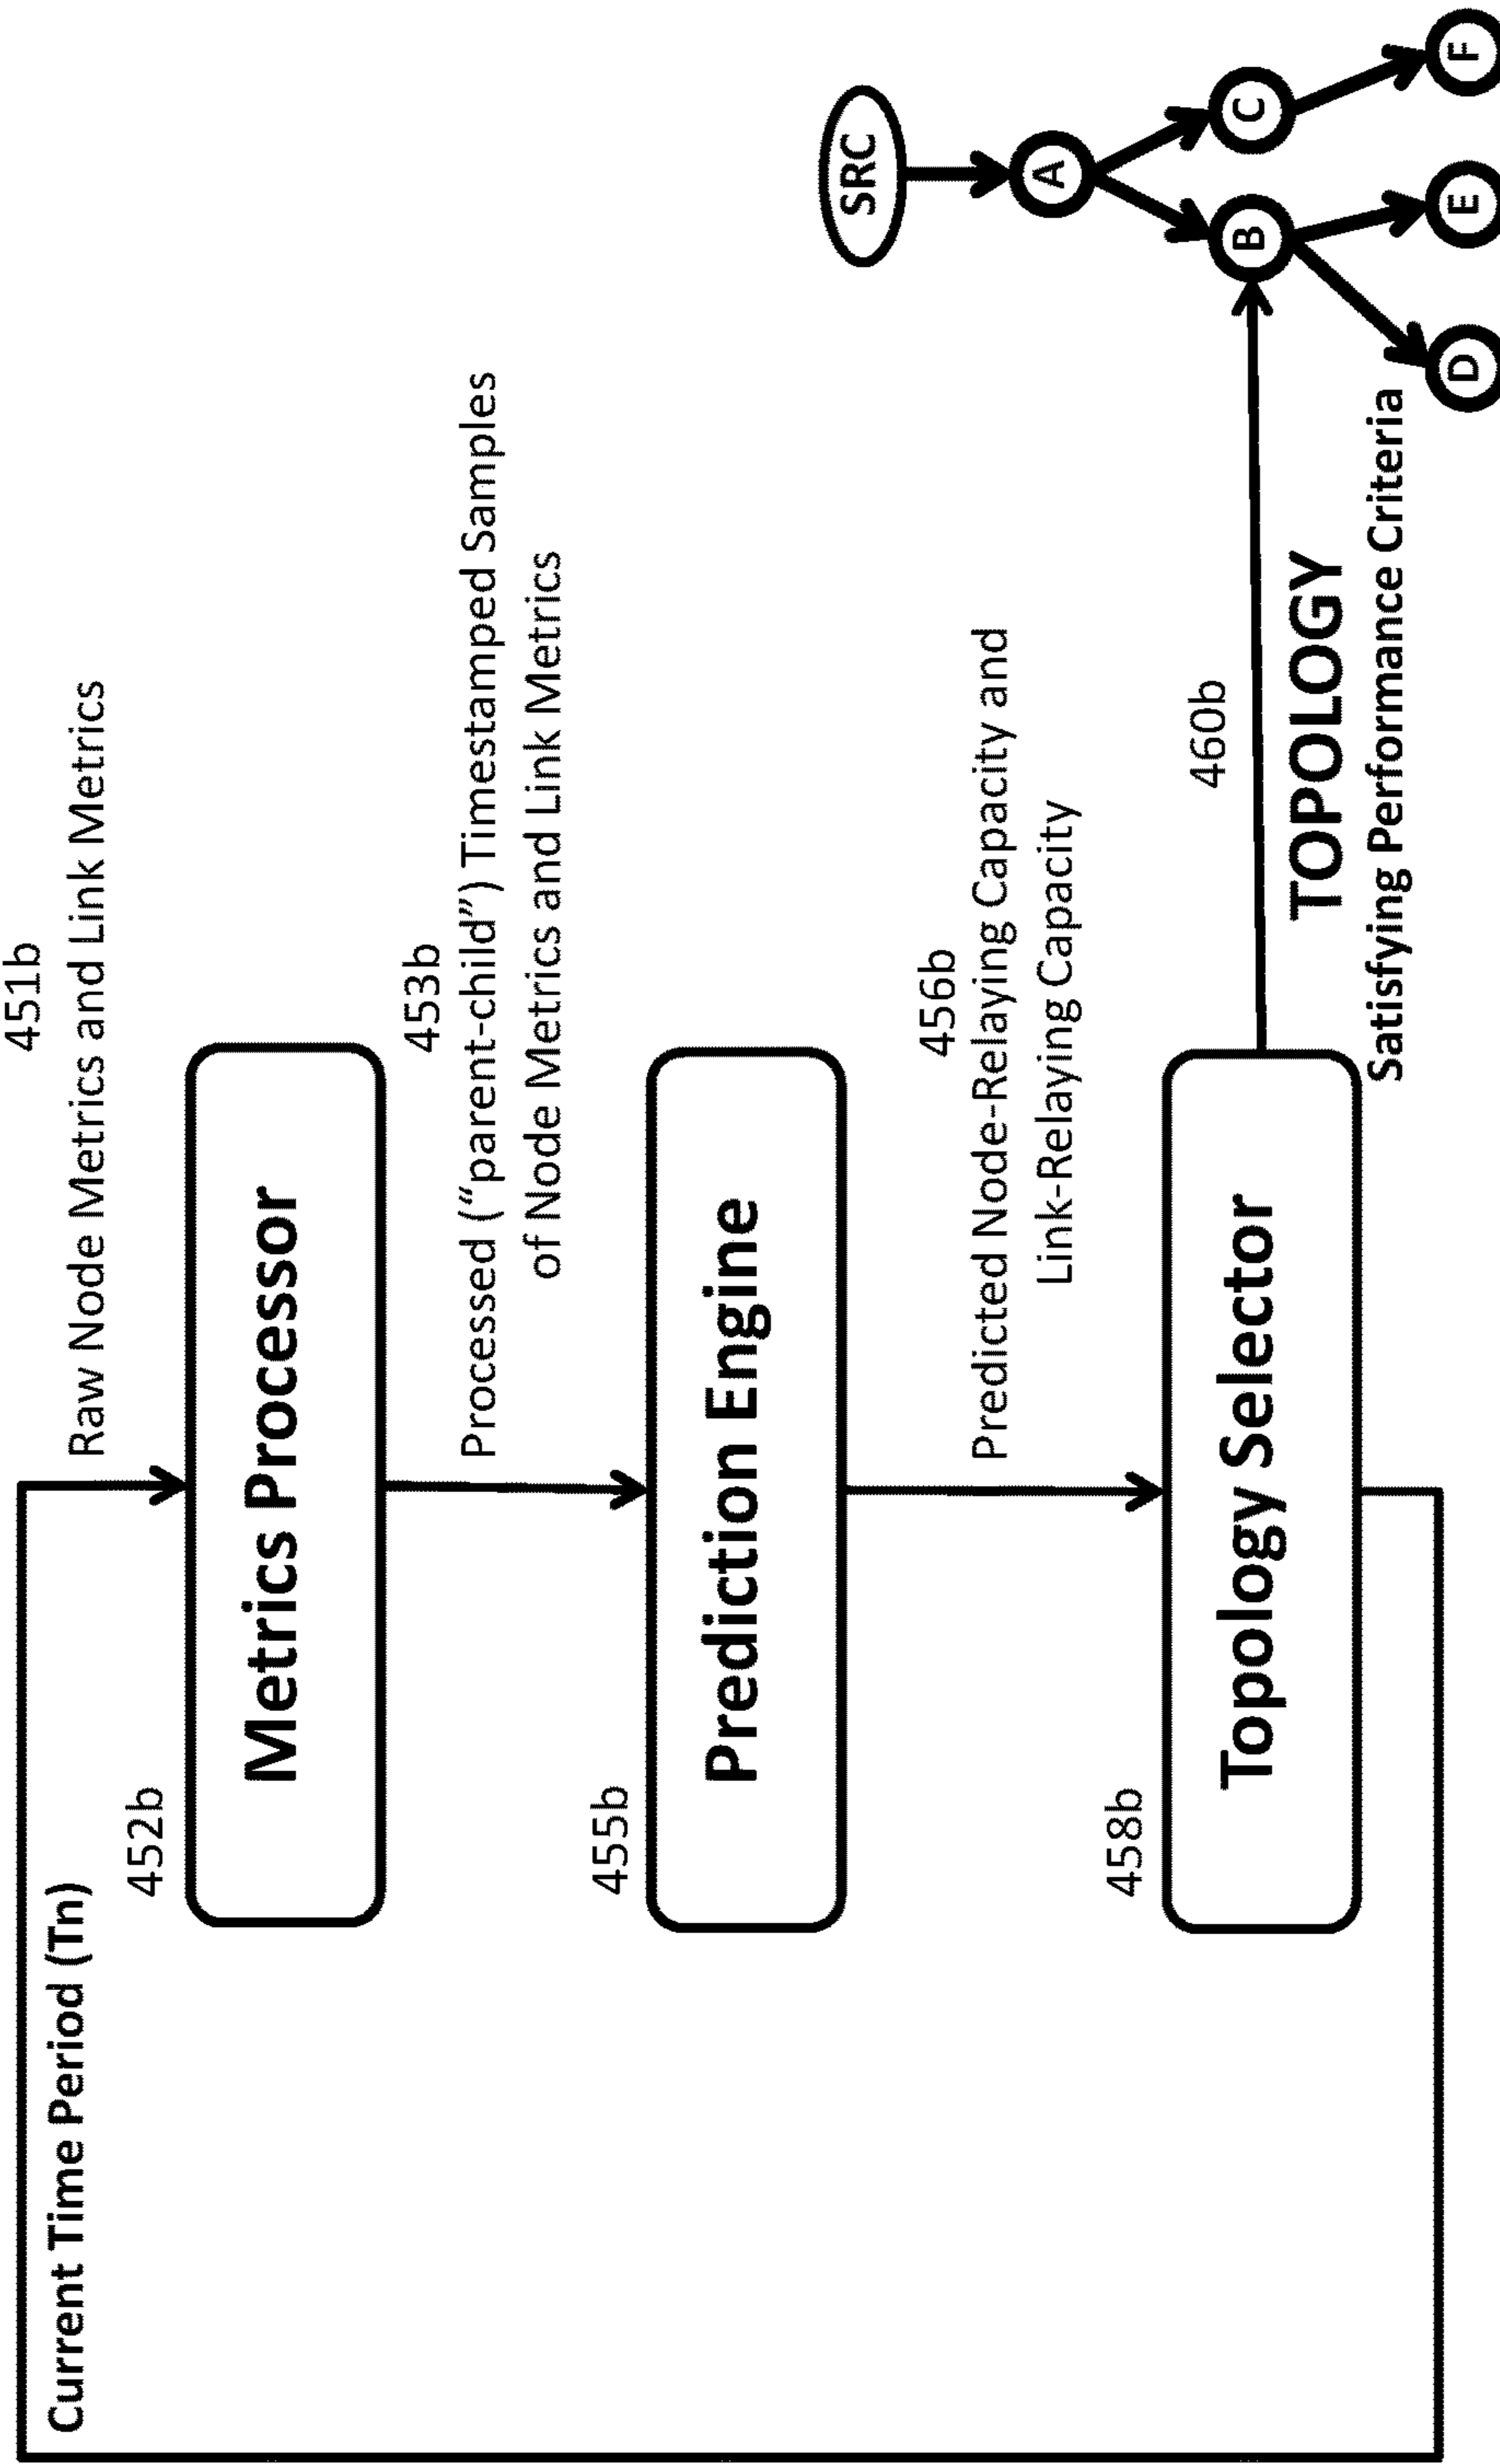 Current Time Period (Tn)
451b
Raw Node Metrics and Link Metrics
452b
Metrics Processor
453b
Processed (“parent-child”) Timestamped Samples
of Node Metrics and Link Metrics
455b
Prediction Engine
456b
Predicted Node-Relaying Capacity and
Link-Relaying Capacity
458b
Topology Selector
460b
TOPOLOGY
Satisfying Performance Criteria
SRC
A
B
C
D
E
F